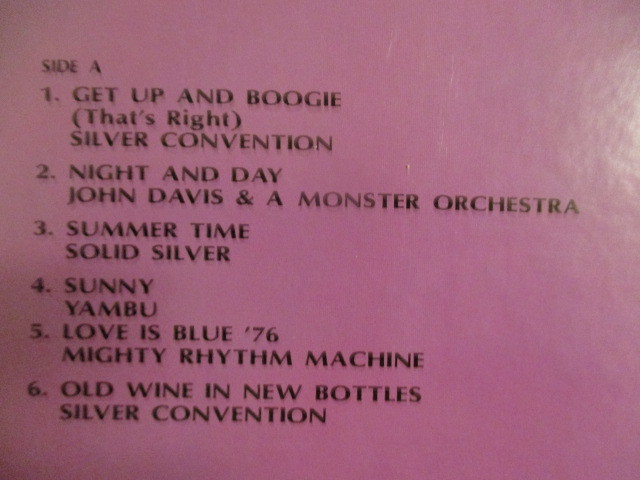 SIDE A
1. GET UP AND BOOGIE
(That's Right)
SILVER CONVENTION
2. NIGHT AND DAY
JOHN DAVIS & A MONSTER ORCHESTRA
3. SUMMER TIME
SOLID SILVER
4. SUNNY
YAMBU
5. LOVE IS BLUE '76
MIGHTY RHYTHM MACHINE
6. OLD WINE IN NEW BOTTLES
SILVER CONVENTION